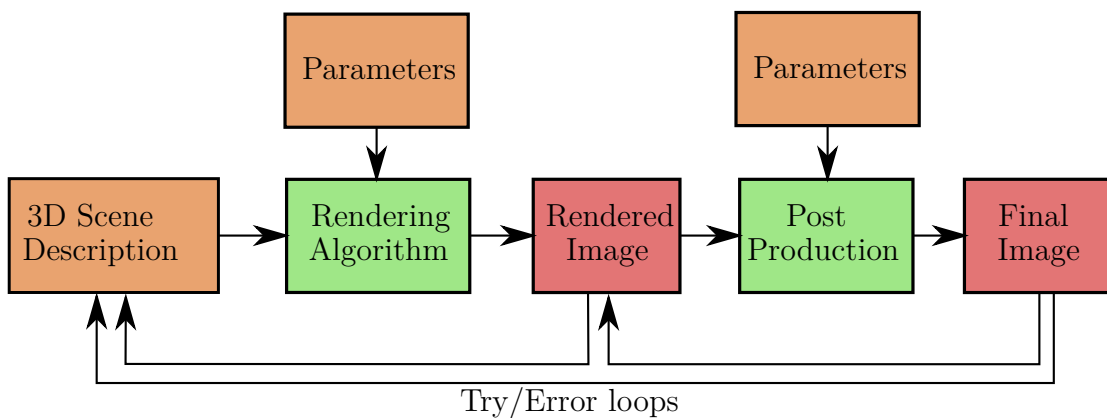 Parameters
Parameters
3D Scene
Description
Rendering
Algorithm
Rendered
Image
Post
Production
Final
Image
Try/Error loops